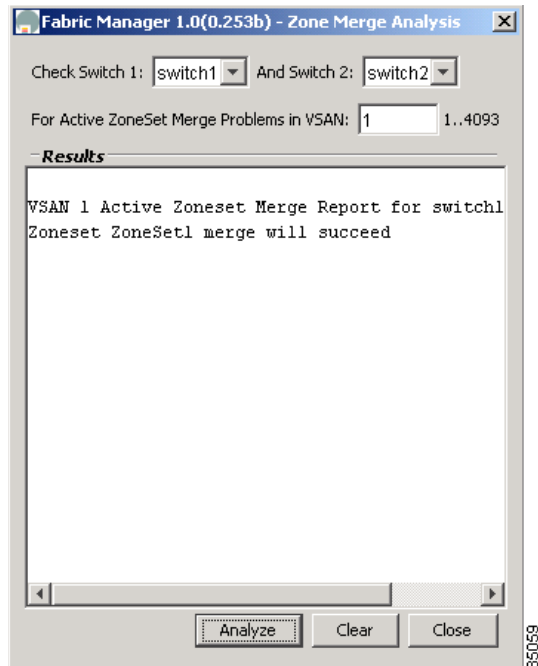 Fabric Manager 1.0(0.253b) - Zone Merge Analysis
Check Switch 1: switch1 And Switch 2: switch2
For Active ZoneSet Merge Problems in VSAN: 1 1..4093
Results
VSAN 1 Active Zoneset Merge Report for switch1
Zoneset ZoneSet1 merge will succeed
Analyze Clear Close
85059